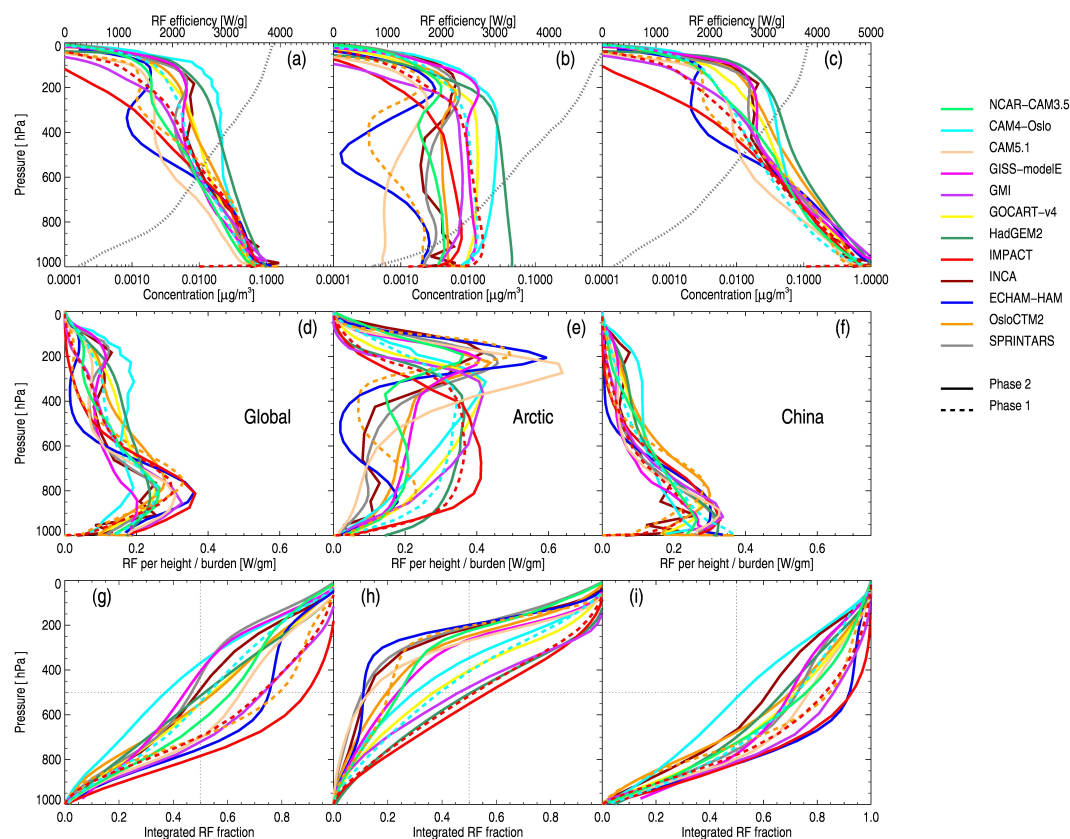 RF efficiency [W/g]
RF efficiency [W/g]
RF efficiency [W/g]
0 1000 2000 3000 4000
0 1000 2000 3000 4000
0 1000 2000 3000 4000 5000
(a)
(b)
(c)
Pressure [ hPa]
0
200
400
600
800
1000
0.0001 0.0010 0.0100 0.1000
0.0001 0.0010 0.0100 0.1000
0.0001 0.0010 0.0100 0.1000 1.0000
Concentration [µg/m³]
Concentration [µg/m³]
Concentration [µg/m³]
NCAR-CAM3.5
CAM4-Oslo
CAM5.1
GISS-modelE
GMI
GOCART-v4
HadGEM2
IMPACT
INCA
ECHAM-HAM
OsloCTM2
SPRINTARS
Phase 2
Phase 1
(d)
(e)
(f)
Global
Arctic
China
Pressure [ hPa]
0
200
400
600
800
1000
0.0 0.2 0.4 0.6
0.0 0.2 0.4 0.6
0.0 0.2 0.4 0.6
RF per height / burden [W/gm]
RF per height / burden [W/gm]
RF per height / burden [W/gm]
(g)
(h)
(i)
Pressure [ hPa]
0
200
400
600
800
1000
0.0 0.2 0.4 0.6 0.8
0.0 0.2 0.4 0.6 0.8
0.0 0.2 0.4 0.6 0.8 1.0
Integrated RF fraction
Integrated RF fraction
Integrated RF fraction